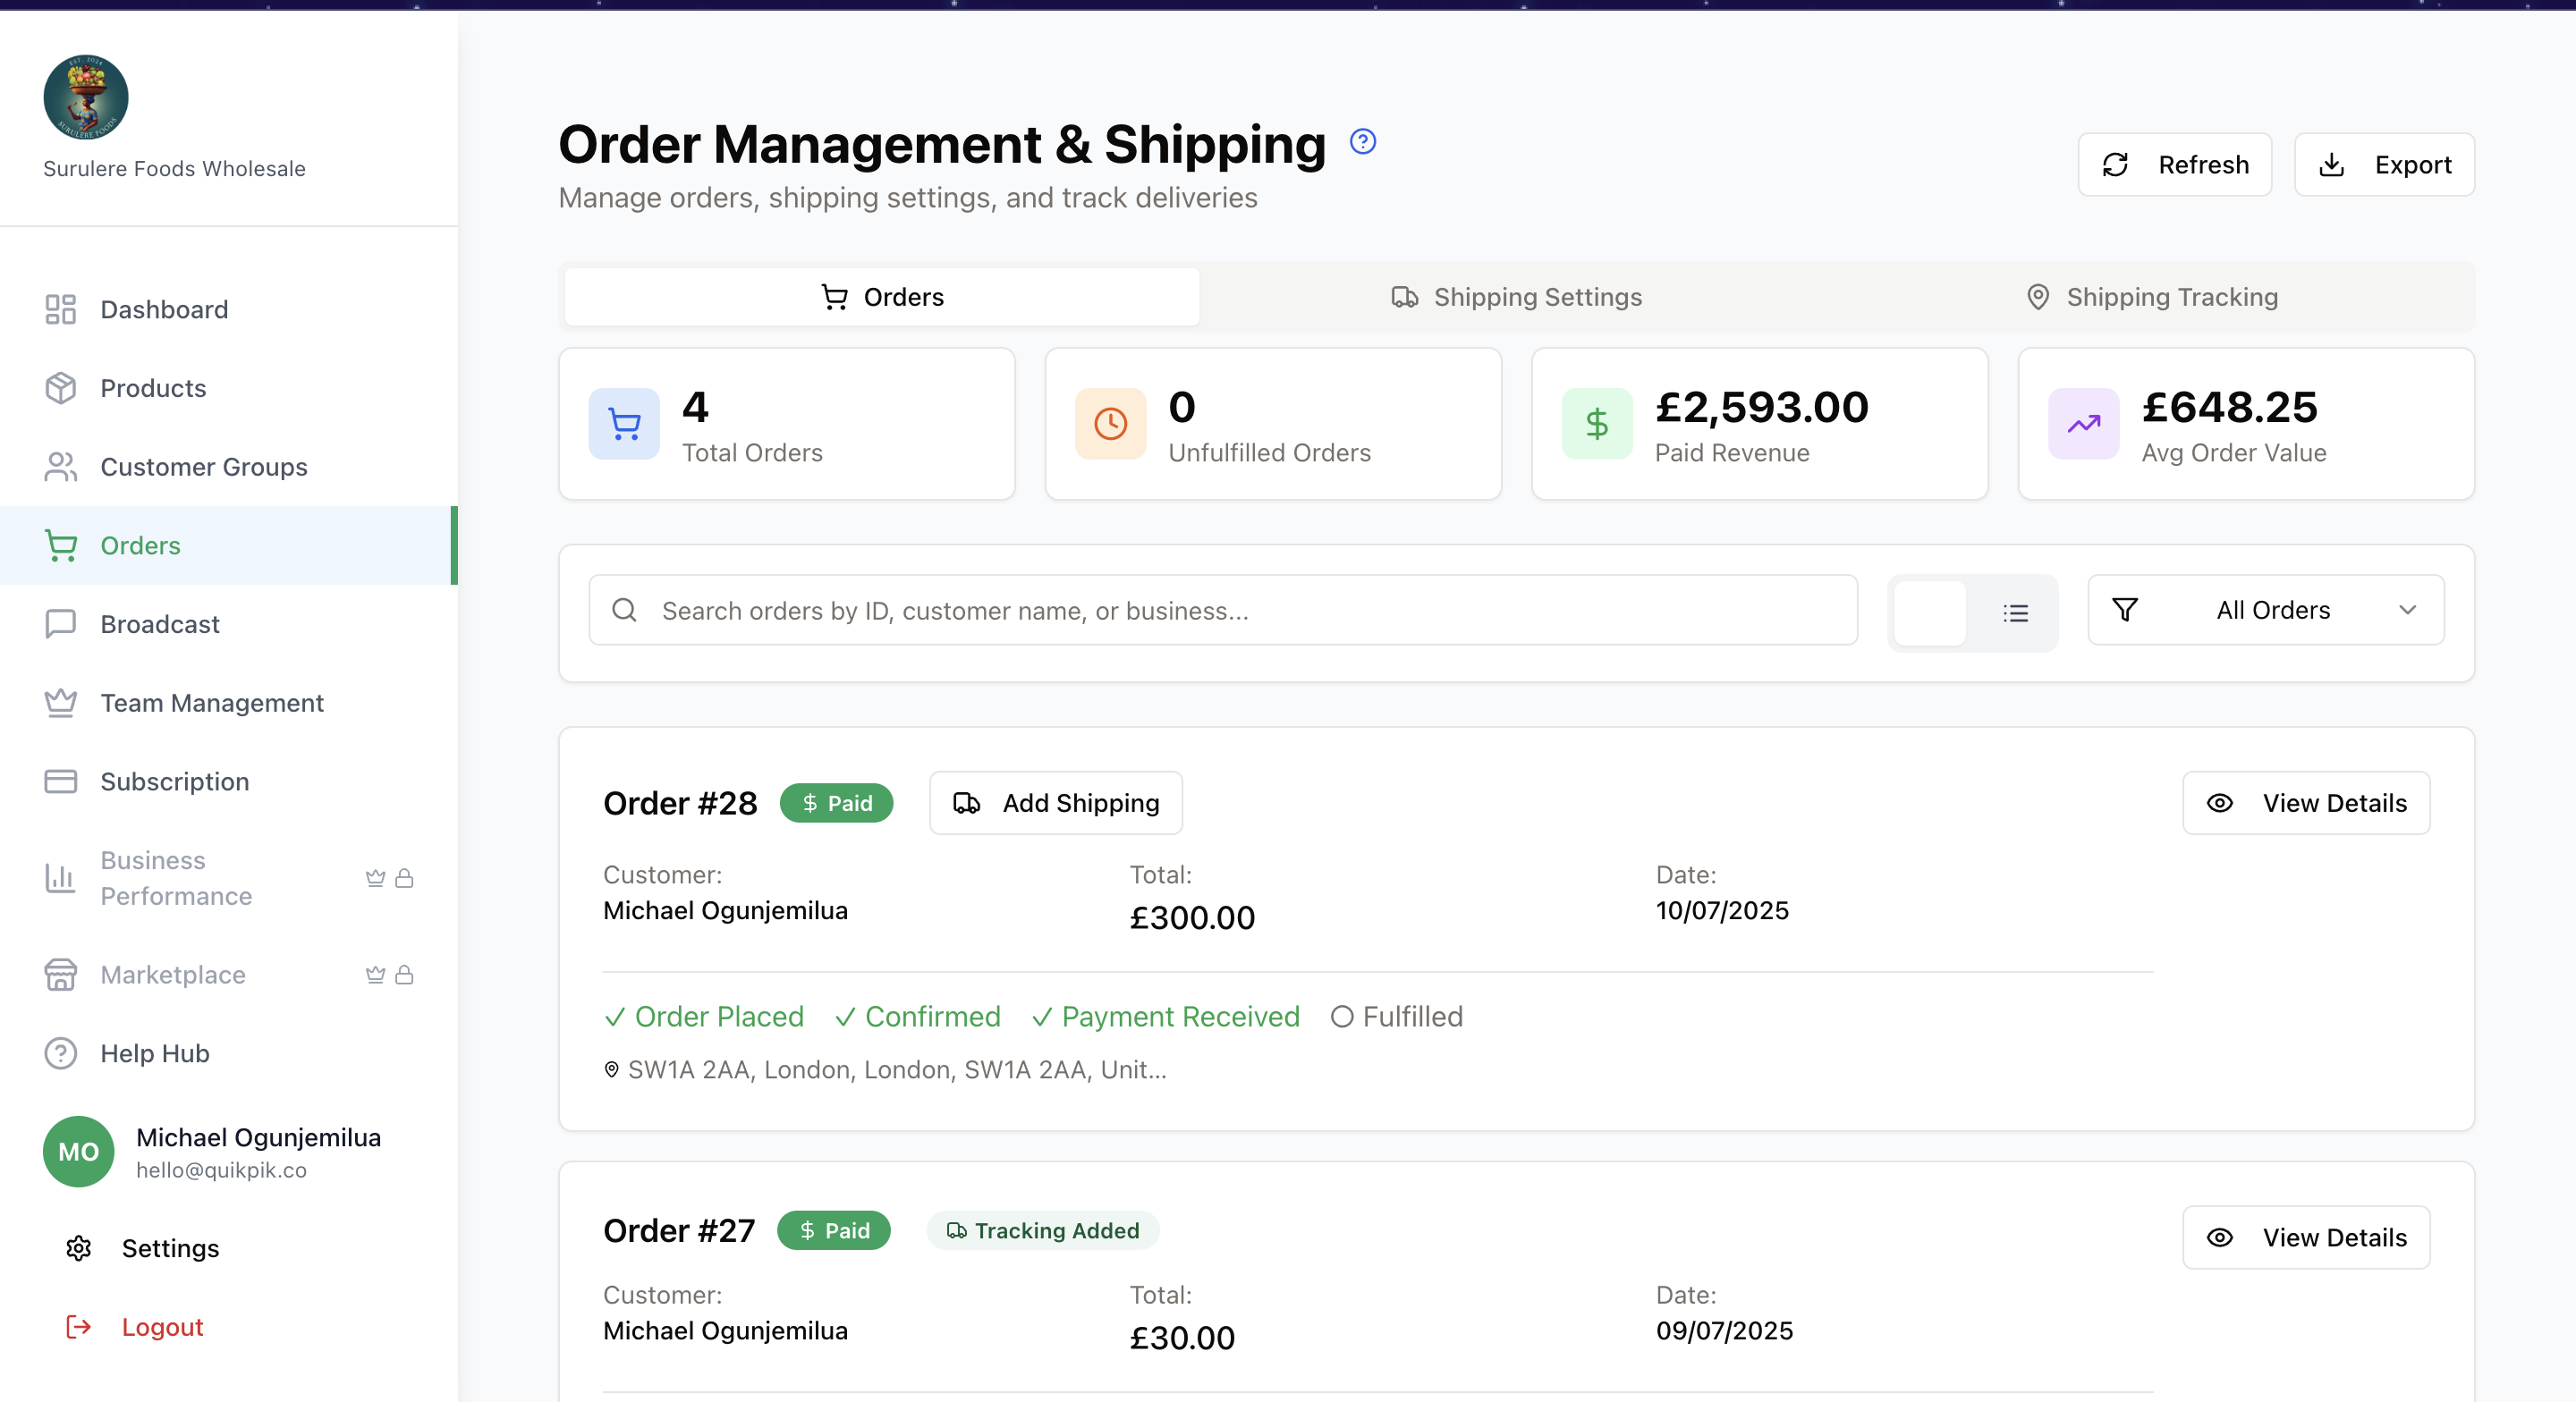 EST. 2024
SURULERE FOODS
Surulere Foods Wholesale
Dashboard
Products
Customer Groups
Orders
Broadcast
Team Management
Subscription
Business
Performance
Marketplace
Help Hub
MO
Michael Ogunjemilua
hello@quikpik.co
Settings
Logout
Order Management & Shipping
Manage orders, shipping settings, and track deliveries
Refresh
Export
Orders
Shipping Settings
Shipping Tracking
4
Total Orders
0
Unfulfilled Orders
£2,593.00
Paid Revenue
£648.25
Avg Order Value
Search orders by ID, customer name, or business...
All Orders
Order #28
$ Paid
Add Shipping
View Details
Customer:
Michael Ogunjemilua
Total:
£300.00
Date:
10/07/2025
✓ Order Placed ✓ Confirmed ✓ Payment Received ○ Fulfilled
SW1A 2AA, London, London, SW1A 2AA, Unit...
Order #27
$ Paid
Tracking Added
View Details
Customer:
Michael Ogunjemilua
Total:
£30.00
Date:
09/07/2025